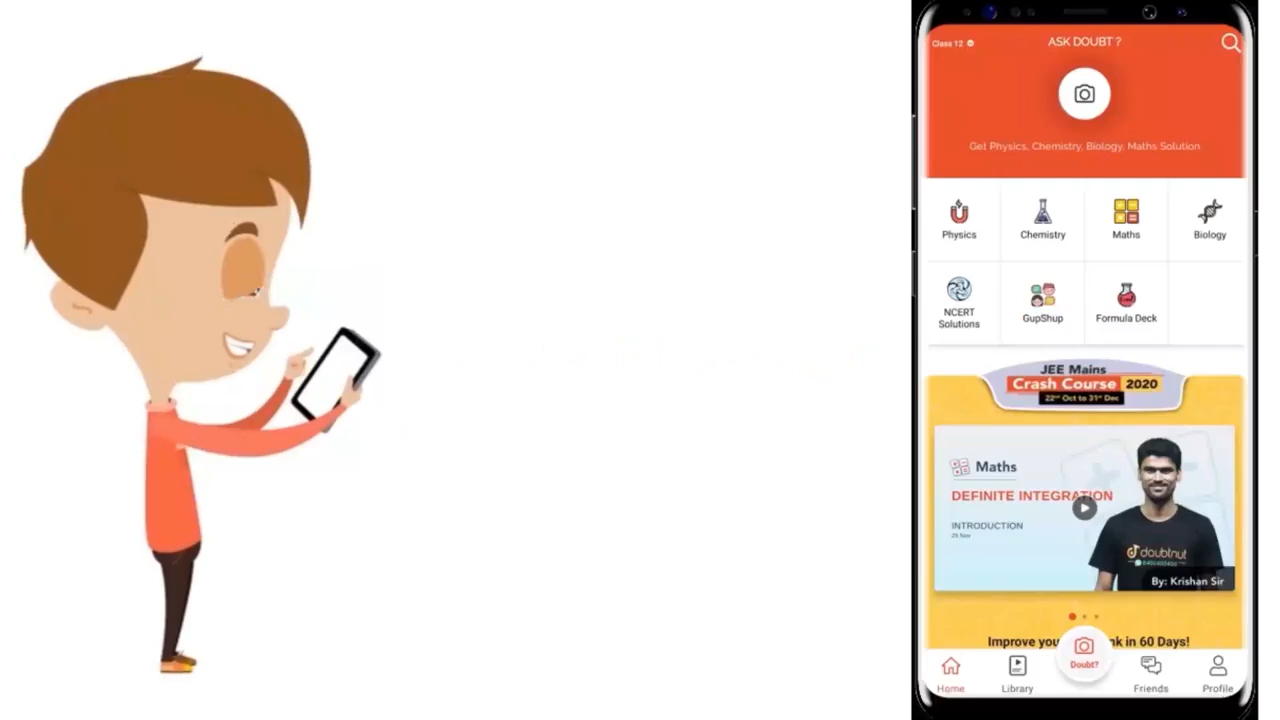 Class 12
ASK DOUBT ?
Get Physics, Chemistry, Biology, Maths Solution
Physics
Chemistry
Maths
Biology
NCERT
Solutions
GupShup
Formula Deck
JEE Mains
Crash Course 2020
22nd Oct to 31st Dec
Maths
DEFINITE INTEGRATION
INTRODUCTION
25 Nov
doubtnut
By: Krishan Sir
in 60 Days!
Improve
Doubt?
Home
Library
Friends
Profile